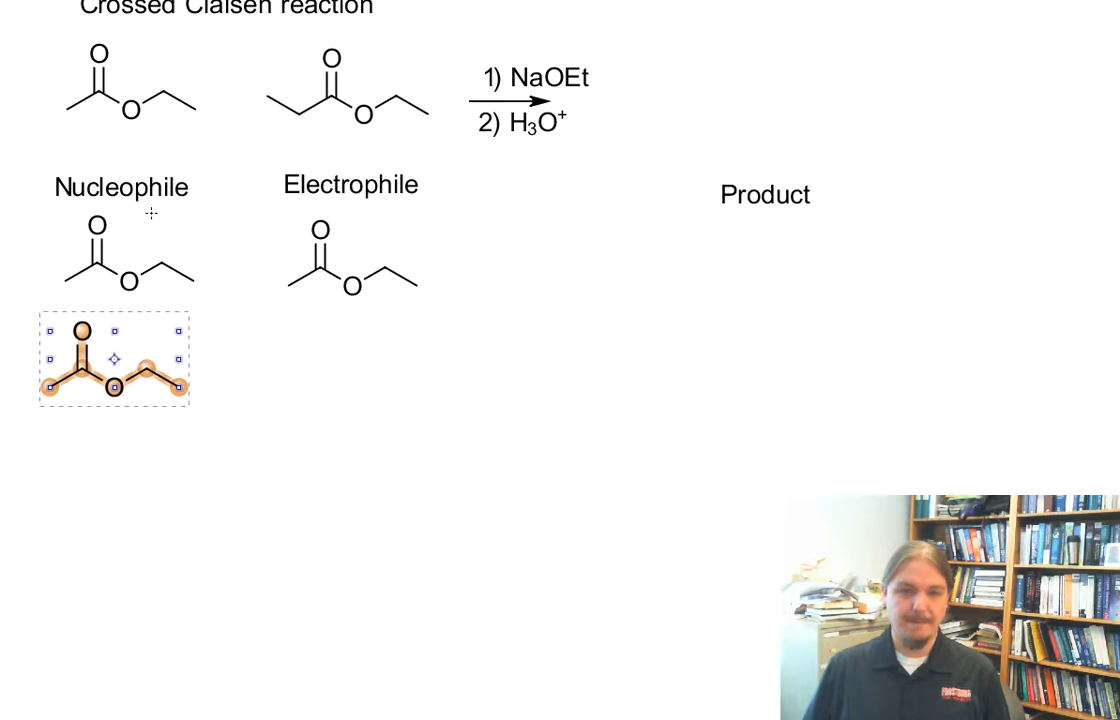 Crossed Claisen reaction
O
O
O
O
1) NaOEt
2) H₃O⁺
Nucleophile
Electrophile
Product
O
O
O
O
O
O